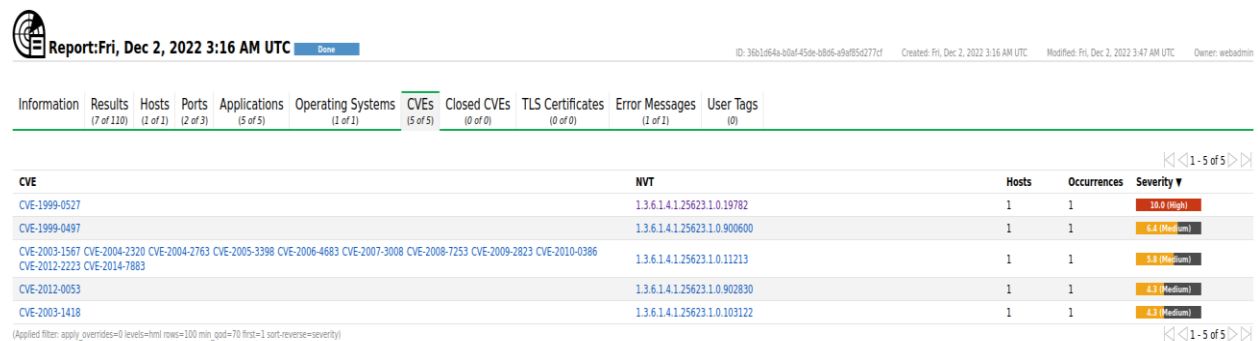 Report:Fri, Dec 2, 2022 3:16 AM UTC Done
ID: 36b1d64a-b0af-45de-b8d6-a9af85d277cf Created: Fri, Dec 2, 2022 3:16 AM UTC Modified: Fri, Dec 2, 2022 3:47 AM UTC Owner: webadmin
Information Results Hosts Ports Applications Operating Systems CVEs Closed CVEs TLS Certificates Error Messages User Tags
(7 of 110) (1 of 1) (2 of 3) (5 of 5) (1 of 1) (5 of 5) (0 of 0) (0 of 0) (1 of 1) (0)
1 - 5 of 5
CVE NVT Hosts Occurrences Severity ▼
CVE-1999-0527 1.3.6.1.4.1.25623.1.0.19782 1 1 10.0 (High)
CVE-1999-0497 1.3.6.1.4.1.25623.1.0.900600 1 1 6.4 (Medium)
CVE-2003-1567 CVE-2004-2320 CVE-2004-2763 CVE-2005-3398 CVE-2006-4683 CVE-2007-3008 CVE-2008-7253 CVE-2009-2823 CVE-2010-0386
CVE-2012-2223 CVE-2014-7883 1.3.6.1.4.1.25623.1.0.11213 1 1 5.8 (Medium)
CVE-2012-0053 1.3.6.1.4.1.25623.1.0.902830 1 1 4.3 (Medium)
CVE-2003-1418 1.3.6.1.4.1.25623.1.0.103122 1 1 4.3 (Medium)
(Applied filter: apply_overrides=0 levels=hml rows=100 min_qod=70 first=1 sort-reverse=severity)
1 - 5 of 5